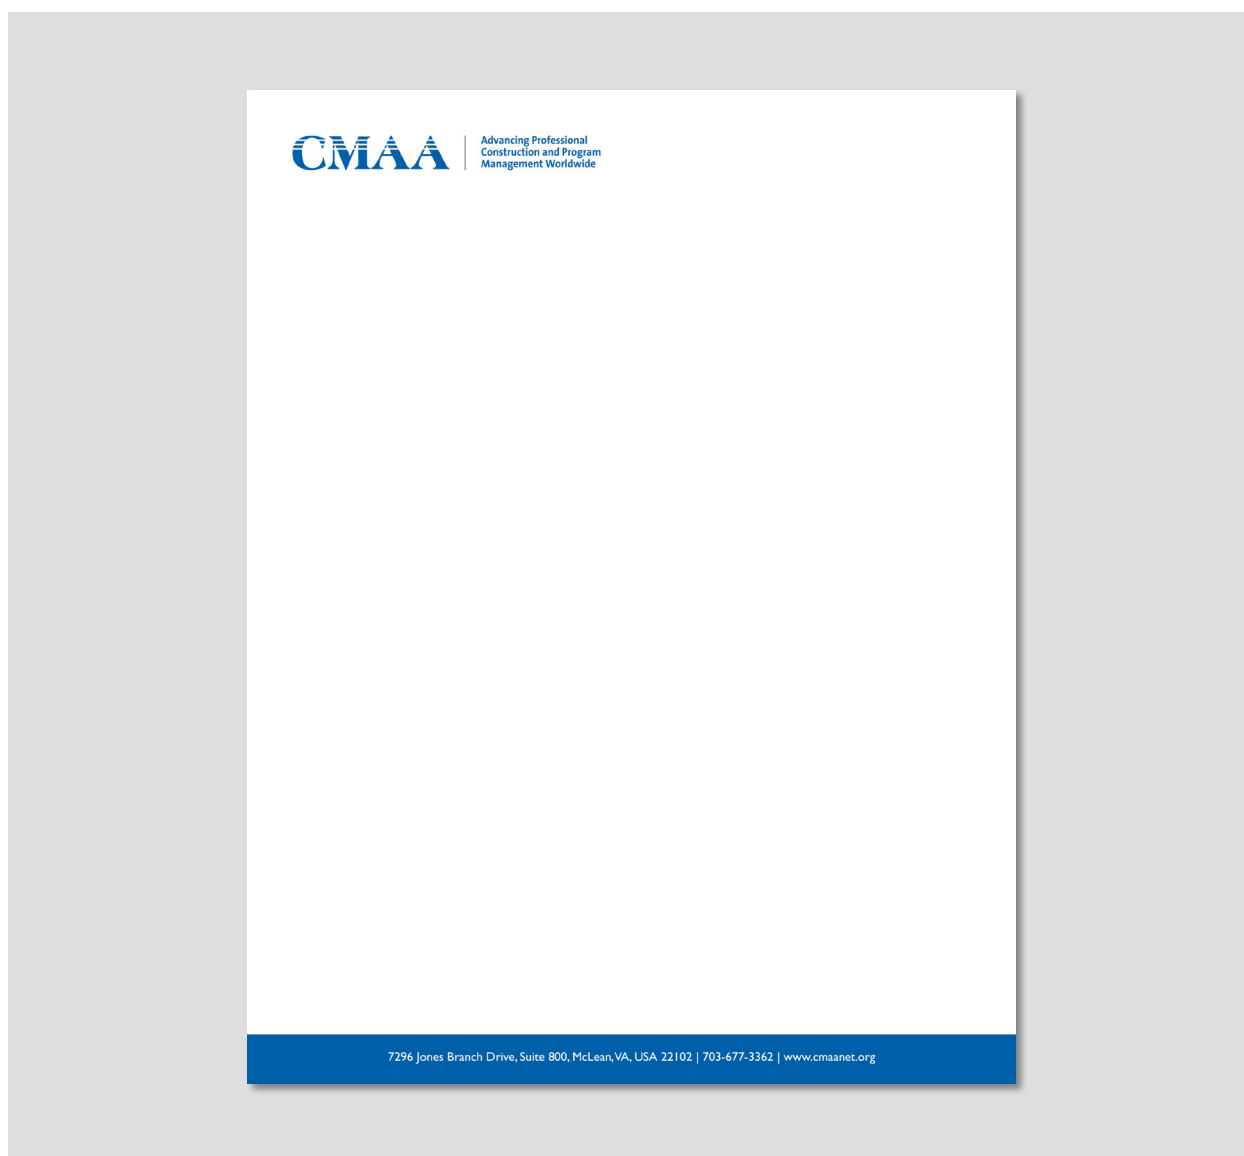 CMAA
Advancing Professional
Construction and Program
Management Worldwide
7296 Jones Branch Drive, Suite 800, McLean, VA, USA 22102 | 703-677-3362 | www.cmaanet.org